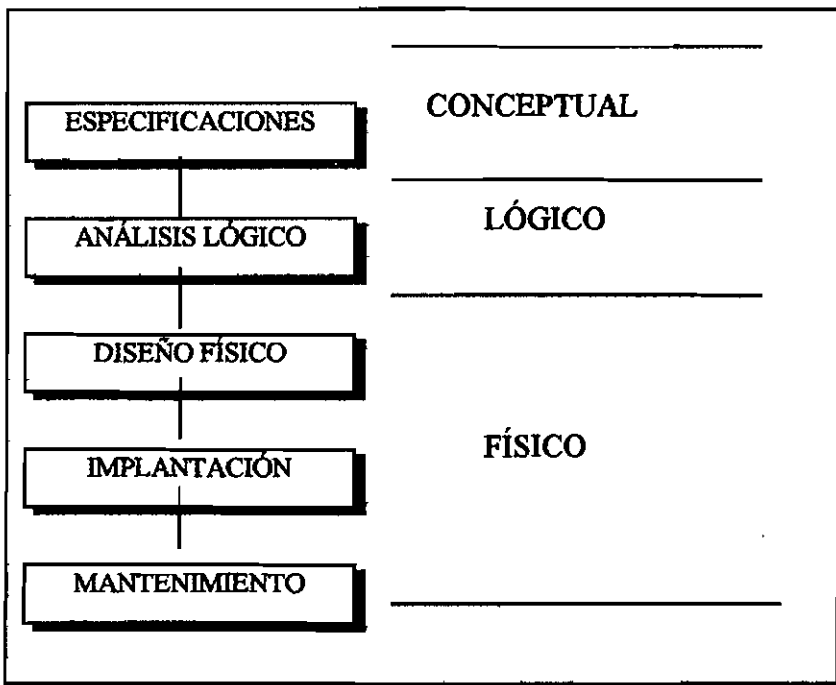 ESPECIFICACIONES
CONCEPTUAL
ANÁLISIS LÓGICO
LÓGICO
DISEÑO FÍSICO
IMPLANTACIÓN
FÍSICO
MANTENIMIENTO